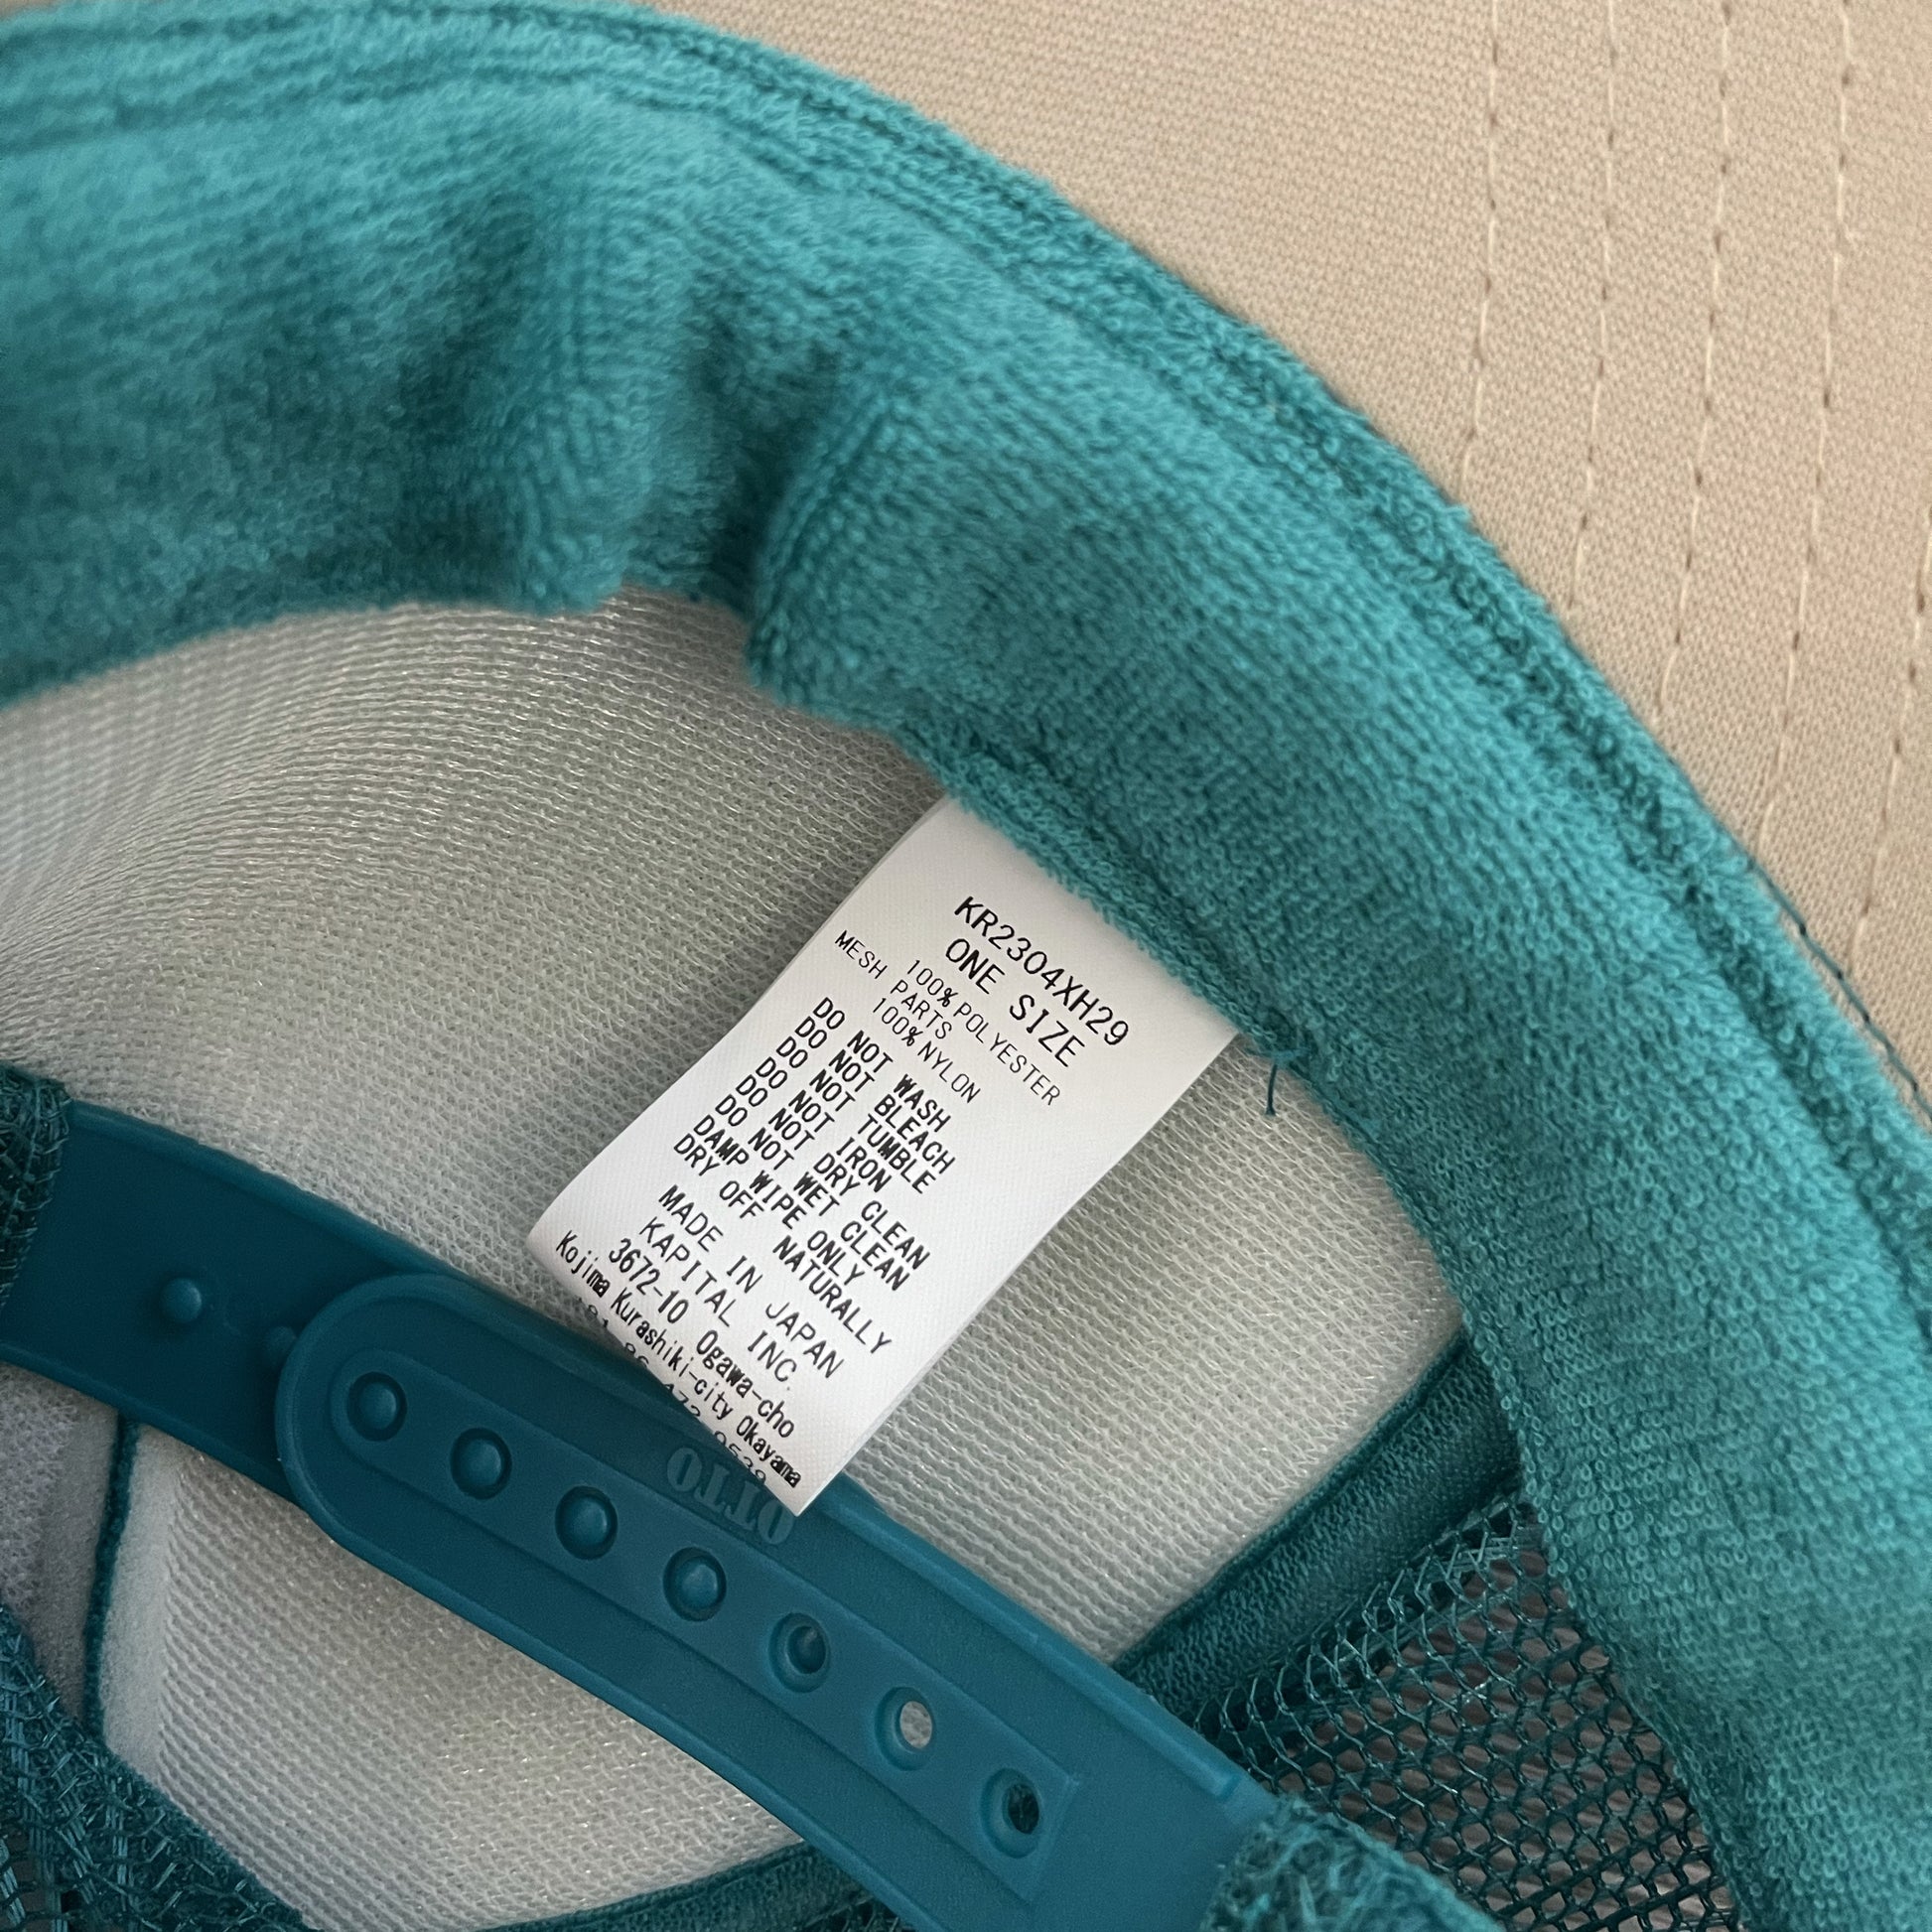 KR2304XH29
ONE SIZE
100% POLYESTER
MESH PARTS
100% NYLON
DO NOT WASH
DO NOT BLEACH
DO NOT TUMBLE
DO NOT IRON
DO NOT DRY CLEAN
DO NOT WET CLEAN
DAMP WIPE ONLY
DRY OFF NATURALLY
MADE IN JAPAN
KAPITAL INC.
3672-10 Ogawa-cho
Kojima Kurashiki-city Okayama
OTTO
OTTO